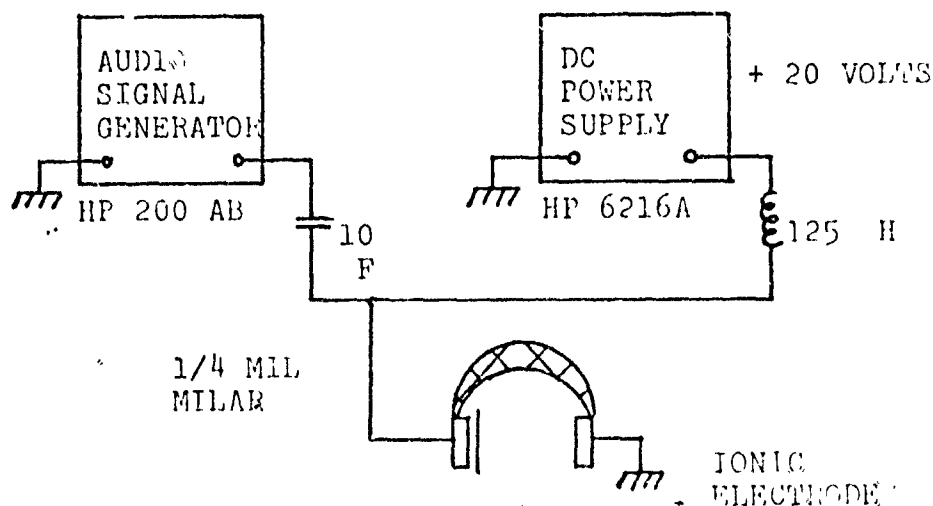 AUDIO
SIGNAL
GENERATOR
HP 200 AB
DC
POWER
SUPPLY
+ 20 VOLTS
HP 6216A
10
F
125 H
1/4 MIL
MILAR
IONIC
ELECTRODE